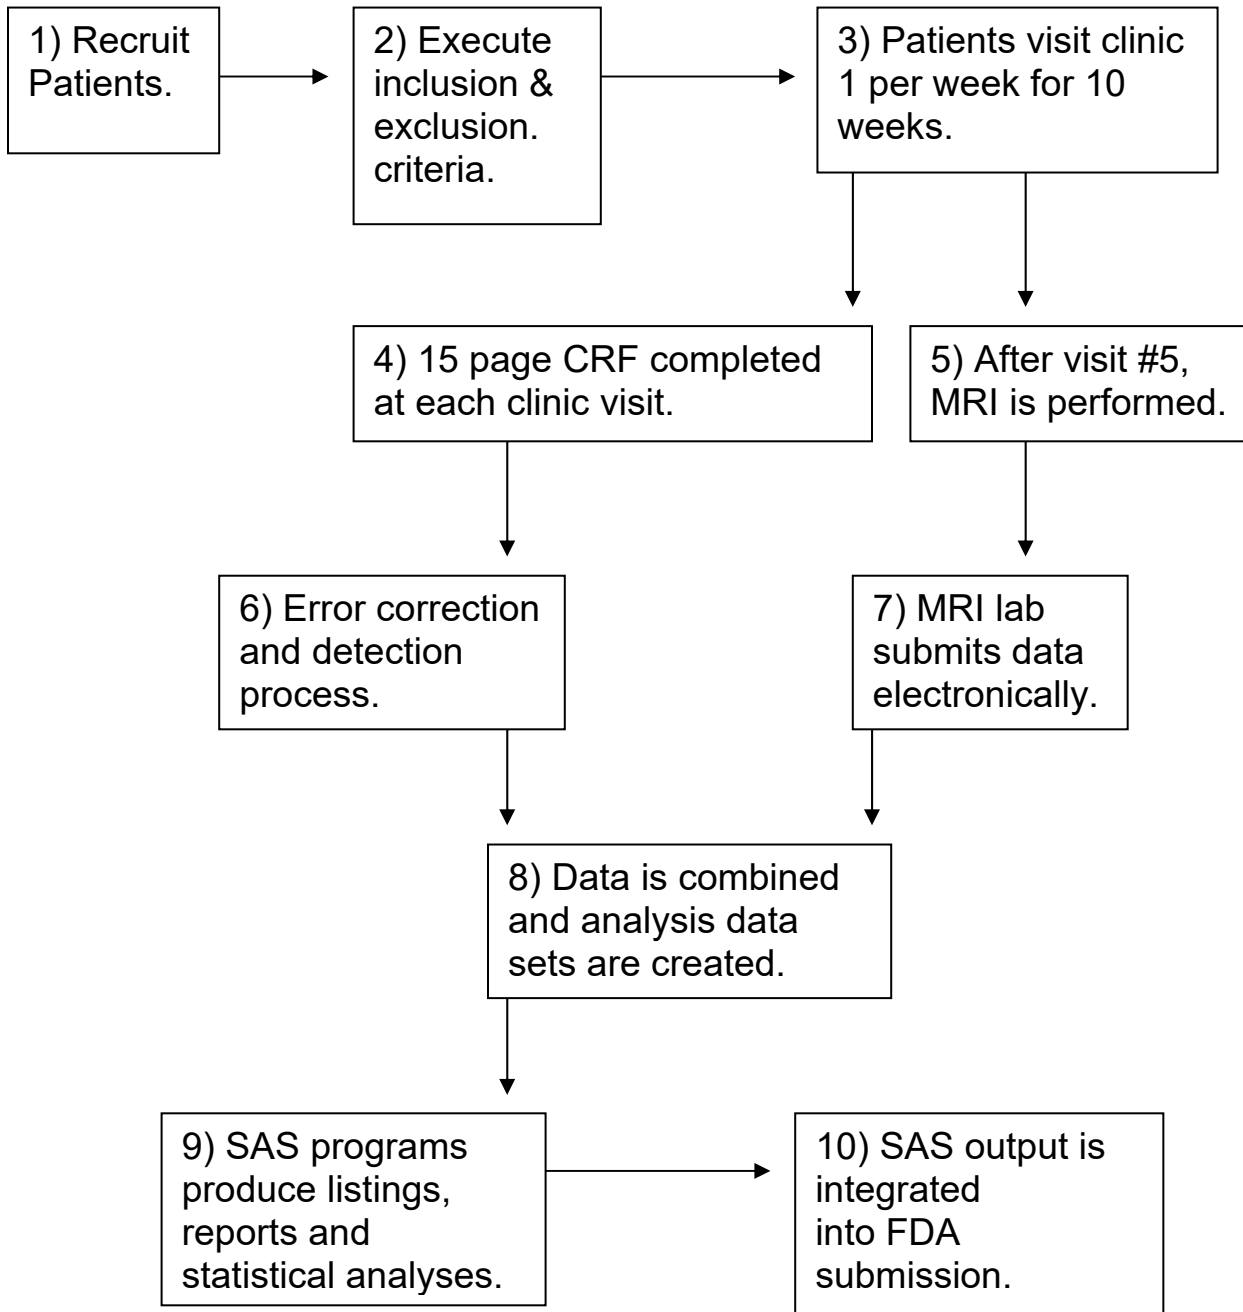 1) Recruit
Patients.
2) Execute
inclusion &
exclusion.
criteria.
3) Patients visit clinic
1 per week for 10
weeks.
4) 15 page CRF completed
at each clinic visit.
5) After visit #5,
MRI is performed.
6) Error correction
and detection
process.
7) MRI lab
submits data
electronically.
8) Data is combined
and analysis data
sets are created.
9) SAS programs
produce listings,
reports and
statistical analyses.
10) SAS output is
integrated
into FDA
submission.